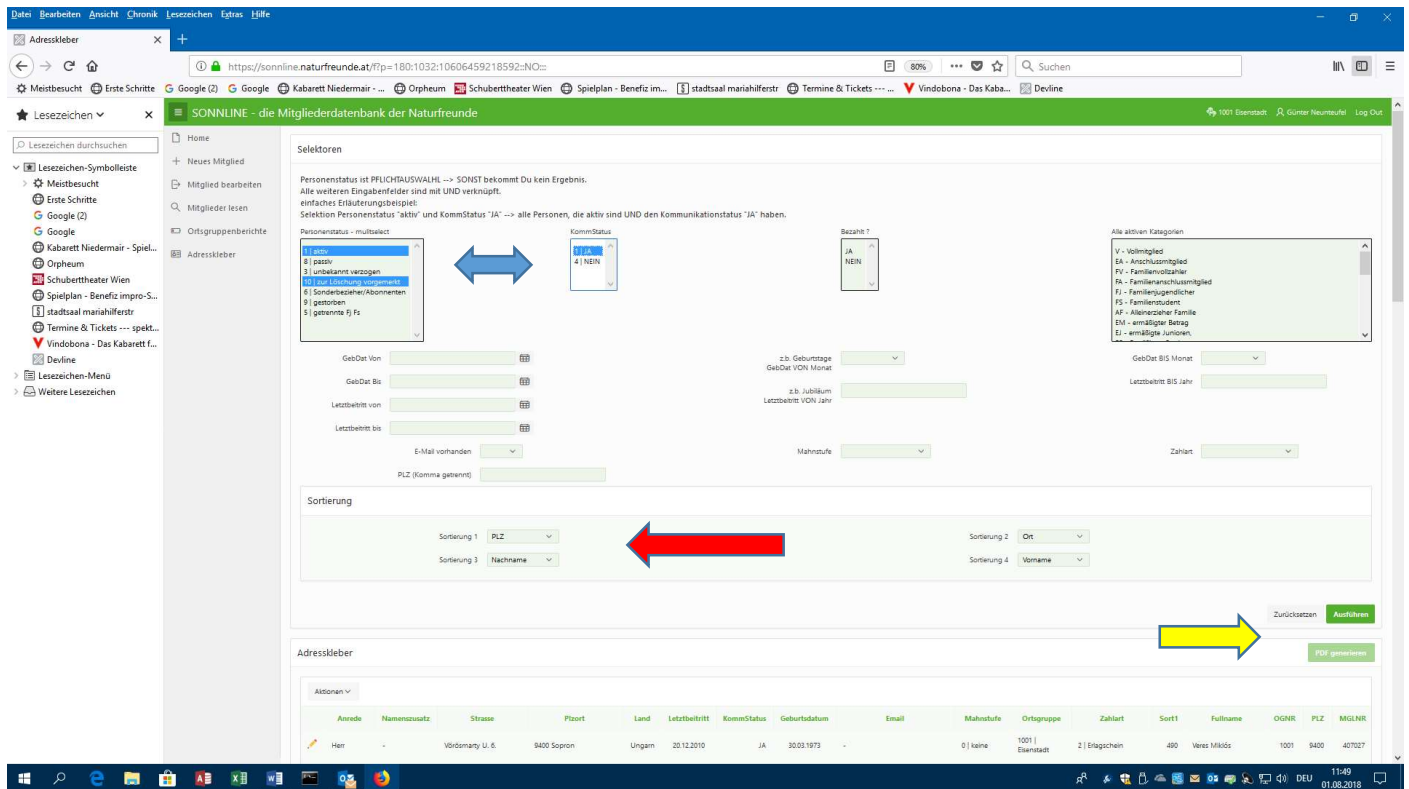 Datei Bearbeiten Ansicht Chronik Lesezeichen Extras Hilfe
Adresskleber
https://sonnline.naturfreunde.at/f?p=180:1032:10606459218592::NO:::
80%
Suchen
Meistbesucht Erste Schritte Google (2) Google Kabarett Niedermair - ... Orpheum Schuberttheater Wien Spielplan - Benefiz im... stadtsaal mariahilferstr Termine & Tickets --- ... Vindobona - Das Kaba... Devline
Lesezeichen
Lesezeichen durchsuchen
Lesezeichen-Symbolleiste
Meistbesucht
Erste Schritte
Google (2)
Google
Kabarett Niedermair - Spiel...
Orpheum
Schuberttheater Wien
Spielplan - Benefiz impro-S...
stadtsaal mariahilferstr
Termine & Tickets --- spekt...
Vindobona - Das Kabarett f...
Devline
Lesezeichen-Menü
Weitere Lesezeichen
SONNLINE - die Mitgliederdatenbank der Naturfreunde
1001 Eisenstadt Günter Neumteufel Log Out
Home
Neues Mitglied
Mitglied bearbeiten
Mitglieder lesen
Ortsgruppenberichte
Adresskleber
Selektoren
Personenstatus ist PFLICHTAUSWAHL --> SONST bekommt Du kein Ergebnis.
Alle weiteren Eingabenfelder sind mit UND verknüpft.
einfaches Erläuterungsbeispiel:
Selektion Personenstatus "aktiv" und KommStatus "JA" --> alle Personen, die aktiv sind UND den Kommunikationstatus "JA" haben.
Personenstatus - multselect
1 | aktiv
8 | passiv
3 | unbekannt verzogen
10 | zur Löschung vorgemerkt
6 | Sonderbezieher/Abonnenten
9 | gestorben
5 | getrennte FJ Fs
KommStatus
1 | JA
4 | NEIN
Bezahlt ?
JA
NEIN
Alle aktiven Kategorien
V - Vollmitglied
EA - Anschlussmitglied
FV - Familienvollzahler
FA - Familienanschlussmitglied
FJ - Familienjugendlicher
FS - Familienstudent
AF - Alleinerzieher Familie
EM - ermäßigter Betrag
EJ - ermäßigte Junioren,
GebDat Von
z.b. Geburtstage
GebDat VON Monat
GebDat BIS Monat
GebDat Bis
z.b. Jubiläum
Letztbeitritt VON Jahr
Letztbeitritt BIS Jahr
Letztbeitritt von
Letztbeitritt bis
E-Mail vorhanden
Mahnstufe
Zahlart
PLZ (Komma getrennt)
Sortierung
Sortierung 1 PLZ
Sortierung 2 Ort
Sortierung 3 Nachname
Sortierung 4 Vorname
Zurücksetzen Ausführen
Adresskleber
PDF generieren
Aktionen
Anrede Namenszusatz Strasse Plzort Land Letztbeitritt KommStatus Geburtsdatum Email Mahnstufe Ortsgruppe Zahlart Sort1 Fullname OGNR PLZ MGLNR
Herr - Vörösmarty U. 6. 9400 Sopron Ungarn 20.12.2010 JA 30.03.1973 - 0 | keine 1001 | Eisenstadt 2 | Erlagschein 490 Veres Miklós 1001 9400 407027
DEU
11:49
01.08.2018